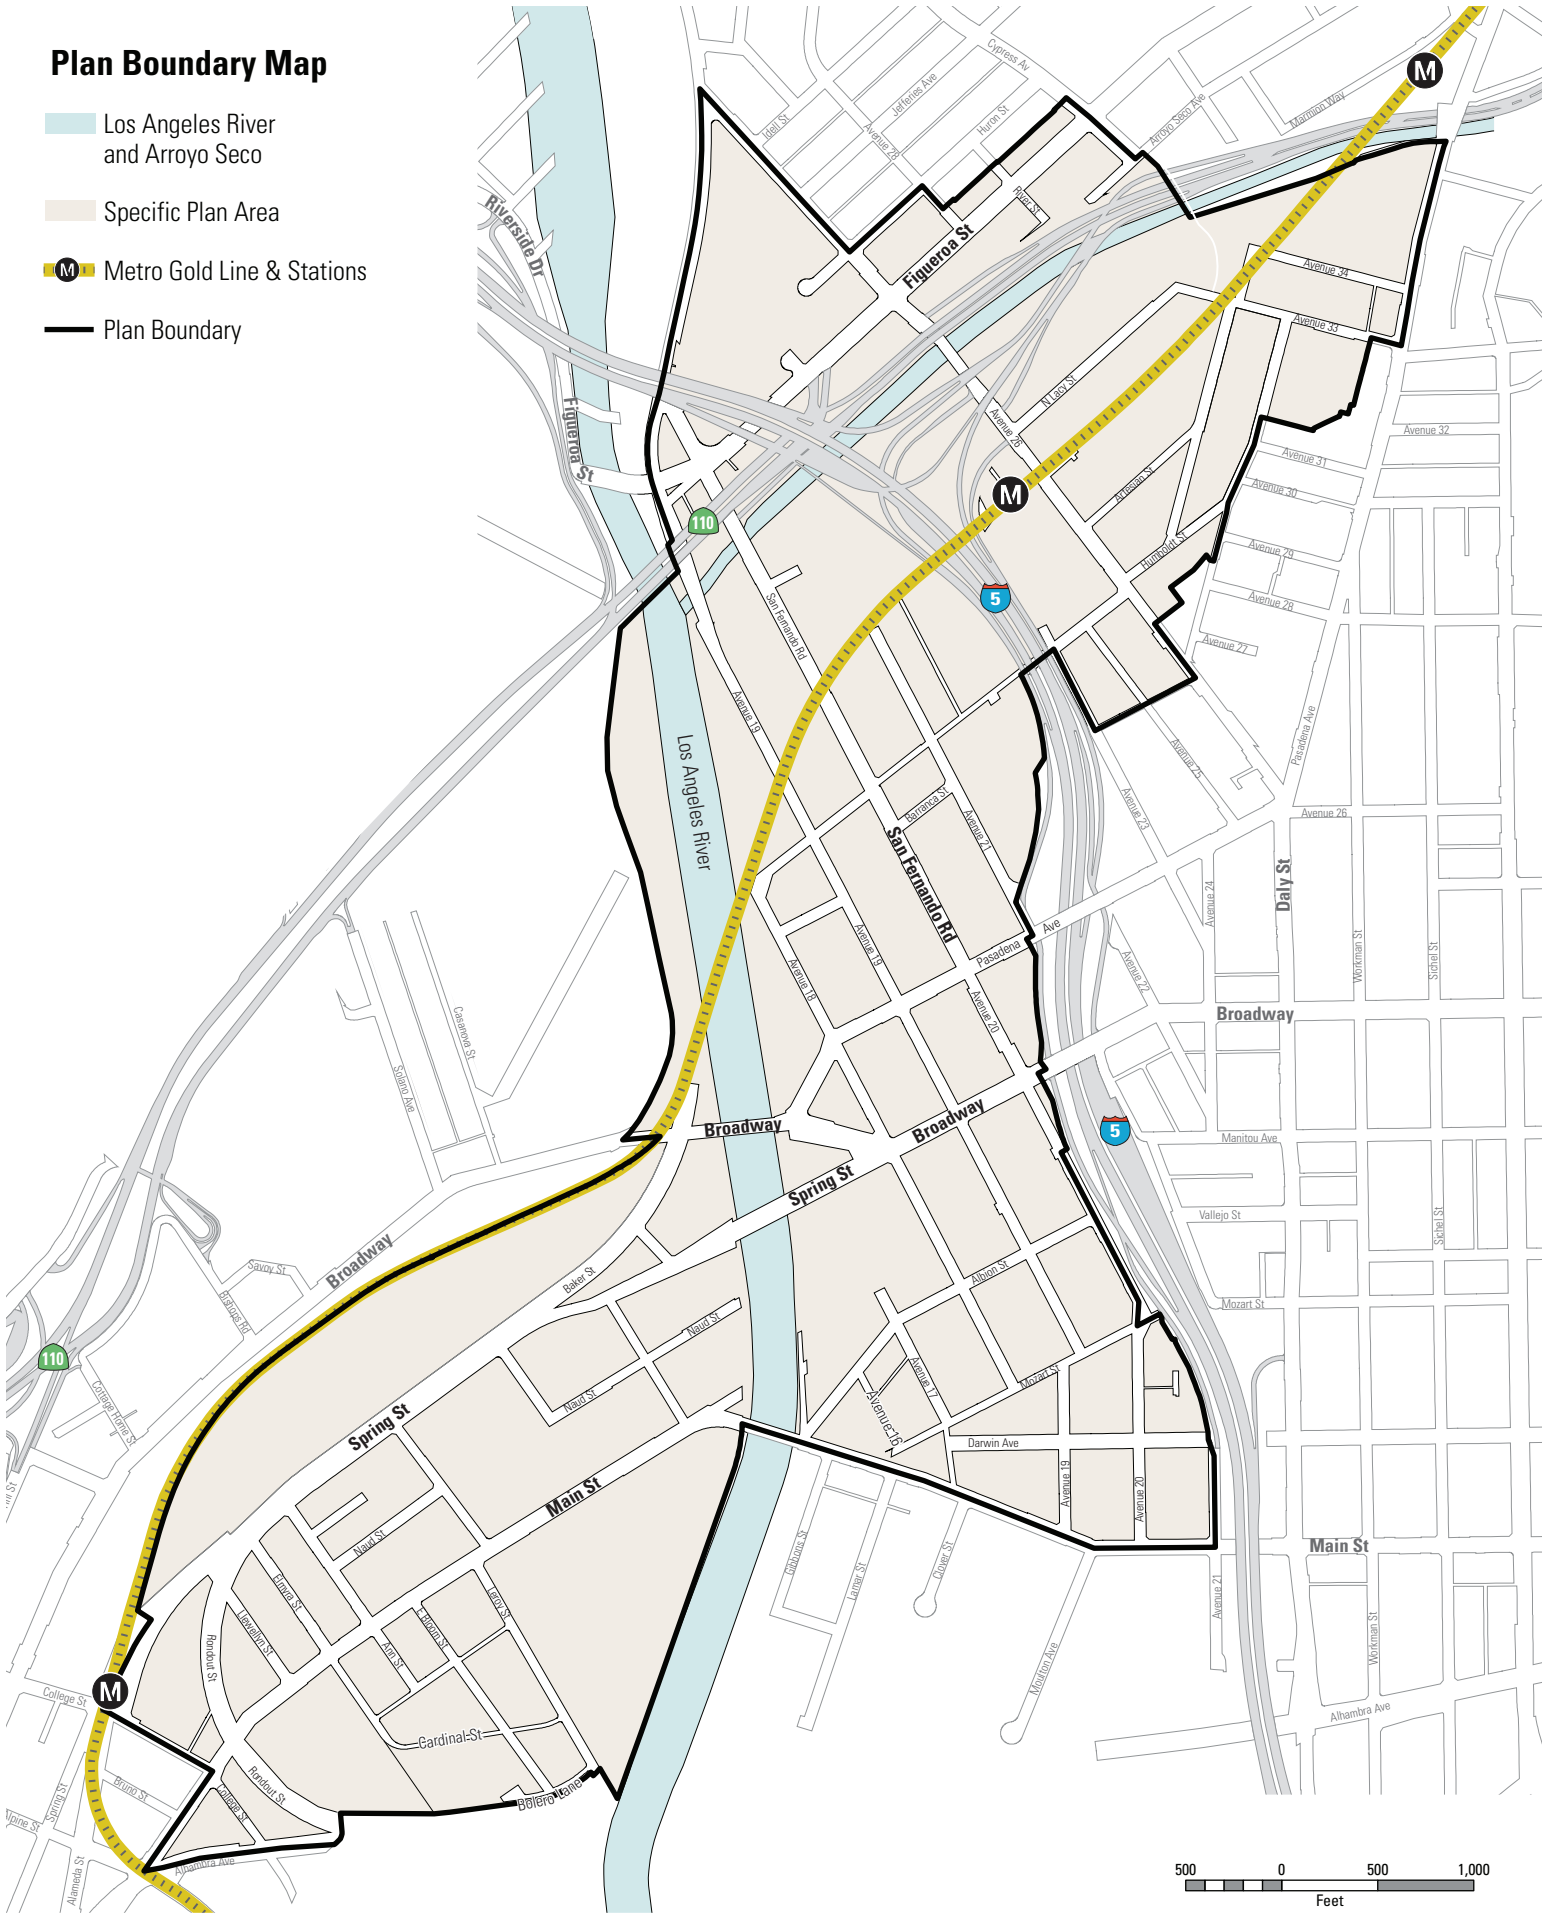 Plan Boundary Map
Los Angeles River
and Arroyo Seco
Specific Plan Area
M
Metro Gold Line & Stations
Plan Boundary
Cypress Av
Jefferies Ave
Idell St
Avenue 28
Huron St
Arroyo Seco Ave
Marmion Way
M
Riverside Dr
River St
Figueroa St
Avenue 34
Avenue 33
N Lacy St
Avenue 26
Figueroa St
Avenue 32
Avenue 31
Avenue 30
Artesian St
M
110
Humboldt St
Avenue 29
5
Avenue 28
San Fernando Rd
Avenue 27
Avenue 19
Pasadena Ave
Avenue 25
Los Angeles River
Barranca St
Avenue 23
Avenue 26
Avenue 21
San Fernando Rd
Daly St
Avenue 24
Pasadena Ave
Avenue 19
Avenue 18
Workman St
Sichel St
Avenue 22
Avenue 20
Broadway
Casanova St
Solano Ave
Broadway
Broadway
5
Manitou Ave
Spring St
Vallejo St
Sichel St
Broadway
Savoy St
Baker St
Albion St
Bishops Rd
Mozart St
Naud St
110
Cottage Home St
Avenue 17
Mozart St
Naud St
Avenue 16
Spring St
Darwin Ave
Avenue 19
Avenue 20
Main St
Naud St
Gibbons St
Lamar St
Clover St
Main St
Elmyra St
Llewellyn St
Leroy St
E Bloom St
Ann St
Avenue 21
Workman St
Rondout St
Moulton Ave
M
College St
Cardinal St
Alhambra Ave
Bruno St
Rondout St
College St
Spring St
Bolero Lane
lpine St
Alameda St
Alhambra Ave
500 0 500 1,000
Feet